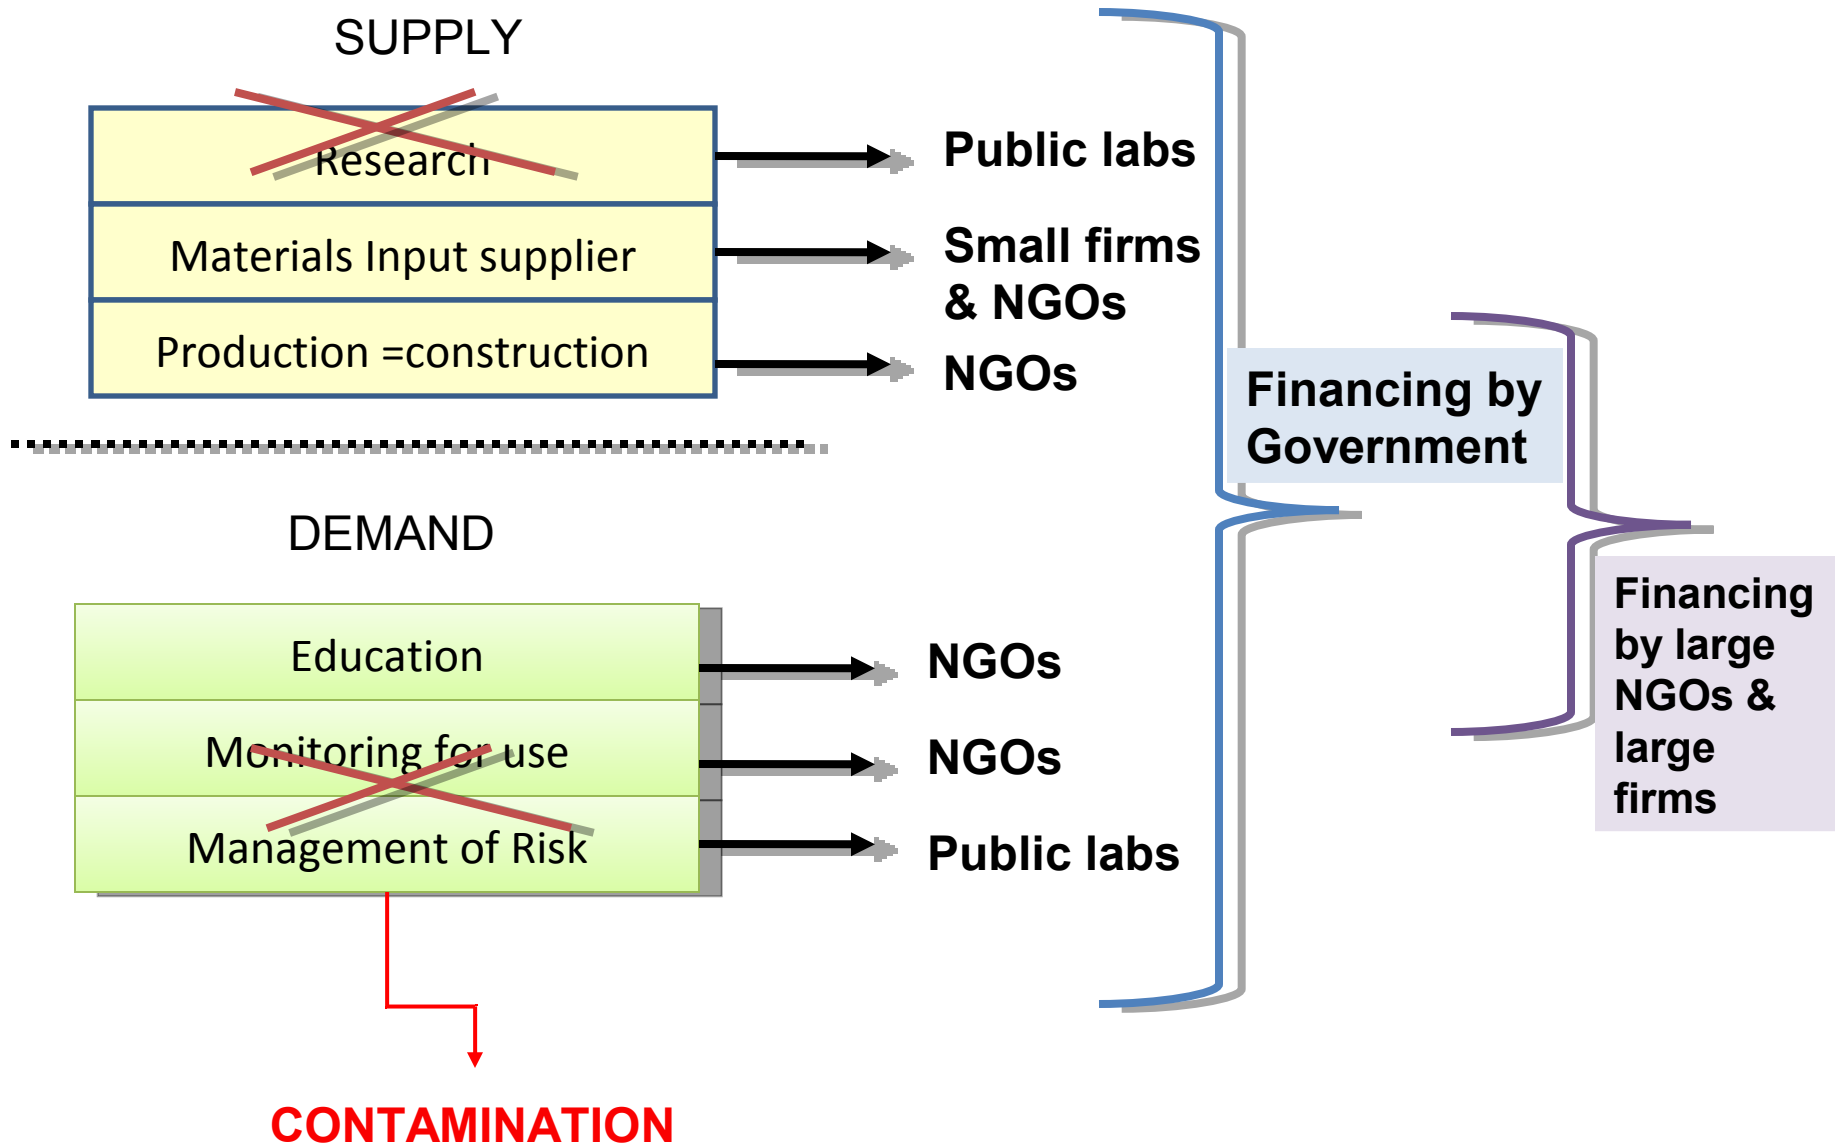 SUPPLY
Research
Materials Input supplier
Production =construction
Public labs
Small firms
& NGOs
NGOs
DEMAND
Education
Monitoring for use
Management of Risk
NGOs
NGOs
Public labs
CONTAMINATION
Financing by
Government
Financing
by large
NGOs &
large
firms